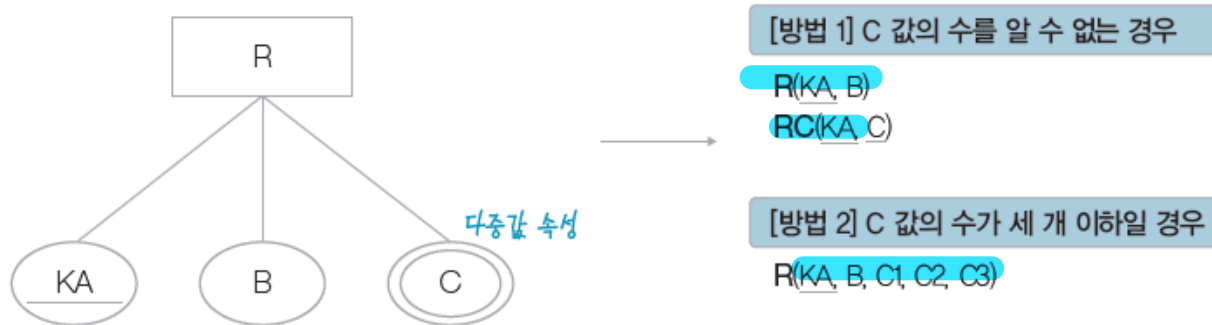 R
KA
B
C
다중값 속성
[방법 1] C 값의 수를 알 수 없는 경우
R(KA, B)
RC(KA, C)
[방법 2] C 값의 수가 세 개 이하일 경우
R(KA, B, C1, C2, C3)